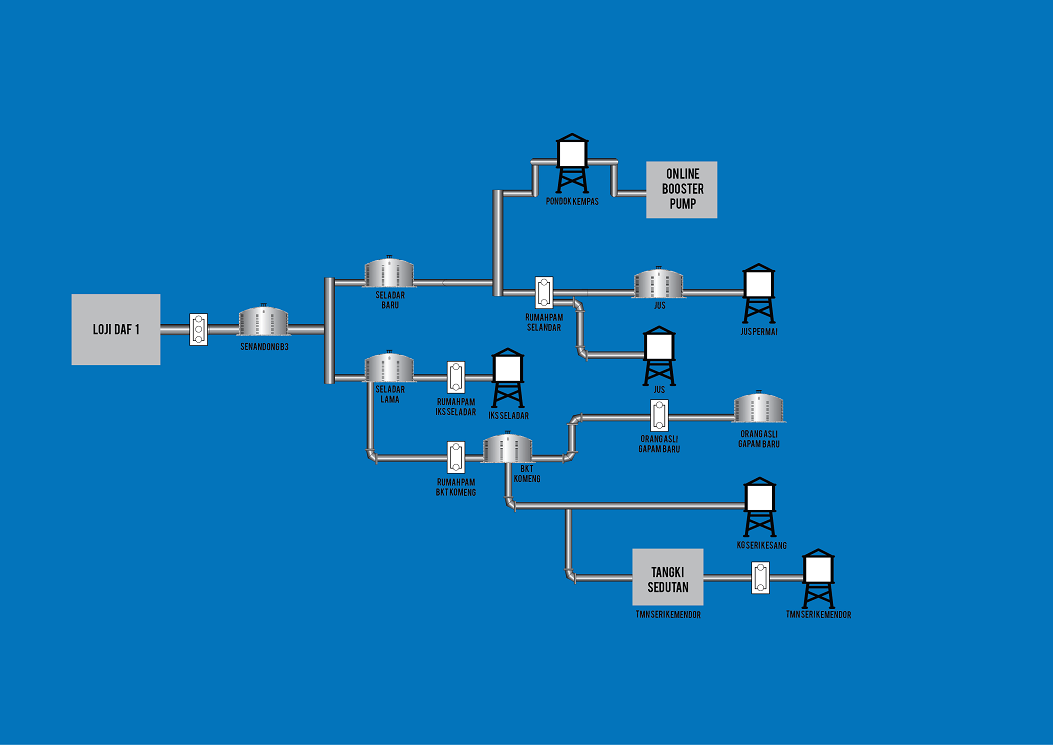 ONLINE
BOOSTER
PUMP
PONDOK KEMPAS
SELADAR
BARU
JUS
JUS PERMAI
RUMAH PAM
SELANDAR
LOJI DAF 1
SENANDONG B3
SELADAR
LAMA
RUMAH PAM
IKS SELADAR
IKS SELADAR
JUS
ORANG ASLI
GAPAM BARU
ORANG ASLI
GAPAM BARU
BKT
KOMENG
RUMAH PAM
BKT KOMENG
KG SERI KESANG
TANGKI
SEDUTAN
TMN SERI KEMENDOR
TMN SERI KEMENDOR